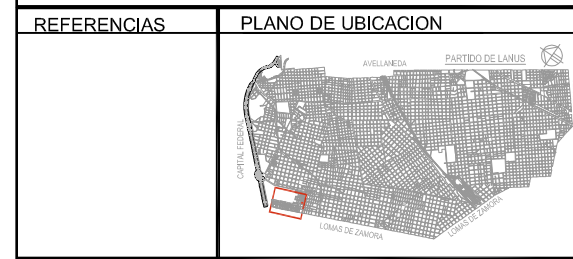 REFERENCIAS
PLANO DE UBICACION
AVELLANEDA
PARTIDO DE LANUS
CAPITAL FEDERAL
LOMAS DE ZAMORA
LOMAS DE ZAMORA